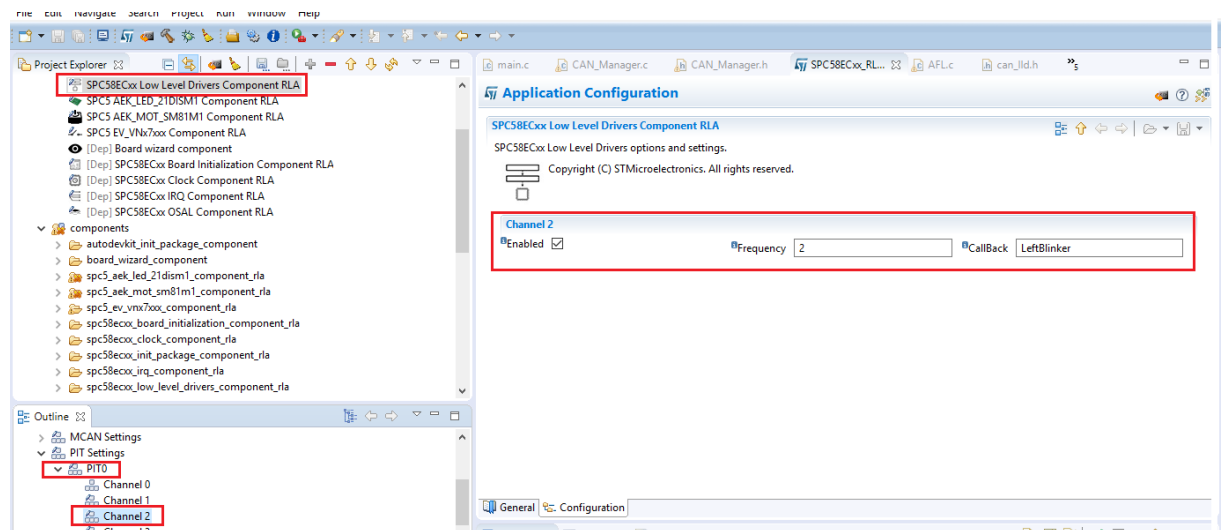 File Edit Navigate Search Project Run Window Help
Project Explorer
SPC58ECxx Low Level Drivers Component RLA
SPC5 AEK_LED_21DISM1 Component RLA
SPC5 AEK_MOT_SM81M1 Component RLA
SPC5 EV_VNx7xxx Component RLA
[Dep] Board wizard component
[Dep] SPC58ECxx Board Initialization Component RLA
[Dep] SPC58ECxx Clock Component RLA
[Dep] SPC58ECxx IRQ Component RLA
[Dep] SPC58ECxx OSAL Component RLA
components
autodevkit_init_package_component
board_wizard_component
spc5_aek_led_21dism1_component_rla
spc5_aek_mot_sm81m1_component_rla
spc5_ev_vnx7xxx_component_rla
spc58ecxx_board_initialization_component_rla
spc58ecxx_clock_component_rla
spc58ecxx_init_package_component_rla
spc58ecxx_irq_component_rla
spc58ecxx_low_level_drivers_component_rla
Outline
MCAN Settings
PIT Settings
PIT0
Channel 0
Channel 1
Channel 2
main.c CAN_Manager.c CAN_Manager.h SPC58ECxx_RL... AFL.c can_lld.h »5
Application Configuration
SPC58ECxx Low Level Drivers Component RLA
SPC58ECxx Low Level Drivers options and settings.
Copyright (C) STMicroelectronics. All rights reserved.
Channel 2
Enabled Frequency 2 CallBack LeftBlinker
General Configuration